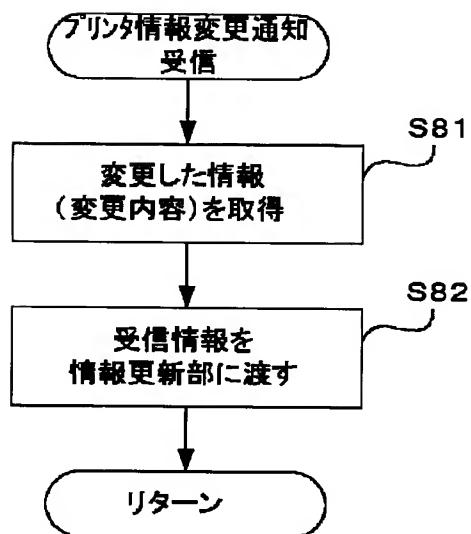 プリンタ情報変更通知
受信
S81
変更した情報
(変更内容)を取得
S82
受信情報を
情報更新部に渡す
リターン